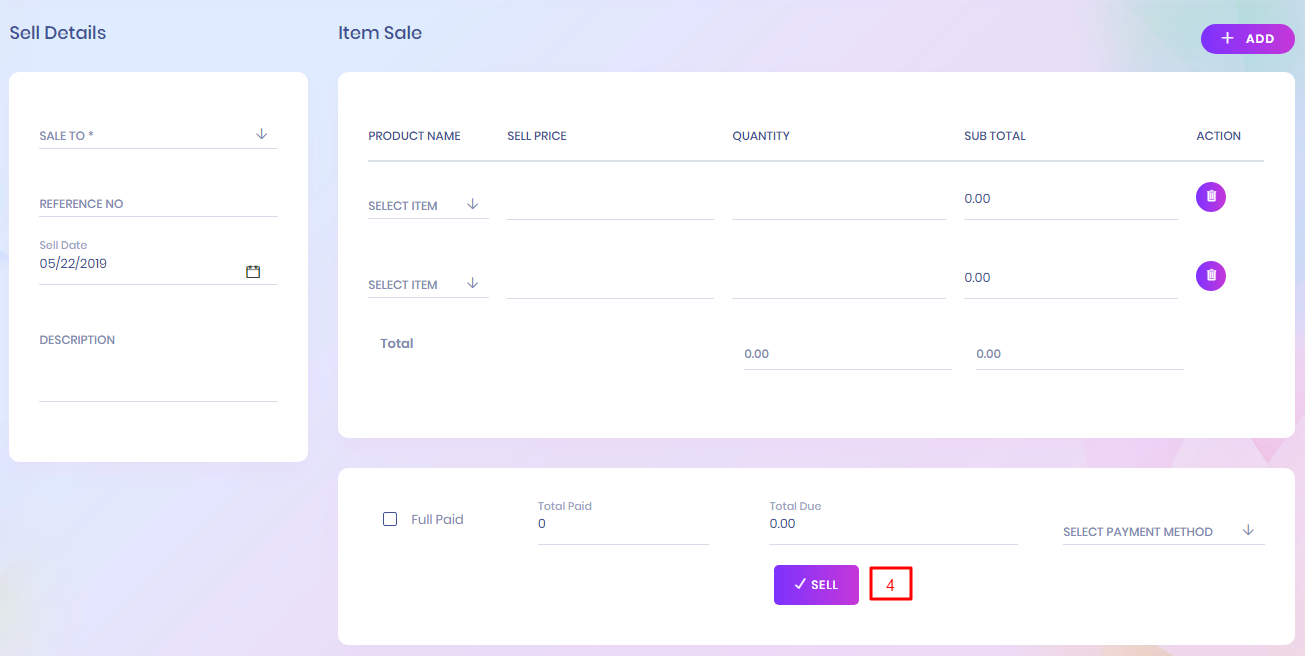 Sell Details
Item Sale
+ ADD
SALE TO *
REFERENCE NO
Sell Date
05/22/2019
DESCRIPTION
PRODUCT NAME SELL PRICE QUANTITY SUB TOTAL ACTION
SELECT ITEM 0.00
SELECT ITEM 0.00
Total 0.00 0.00
Full Paid
Total Paid
0
Total Due
0.00
SELECT PAYMENT METHOD
SELL
4